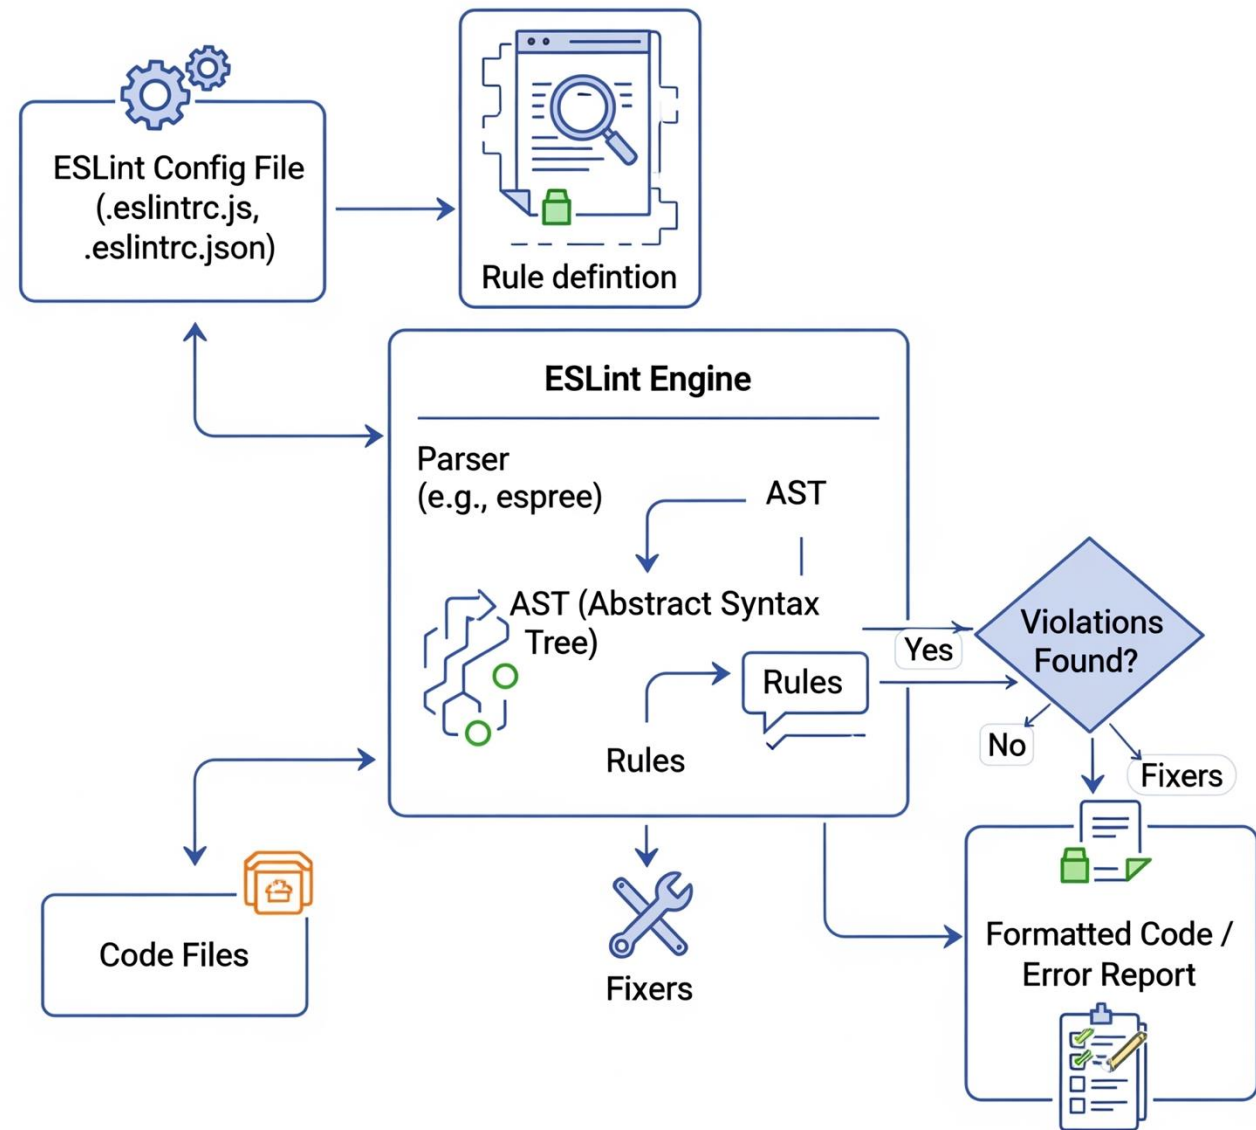 ESLint Config File
(.eslintrc.js,
.eslintrc.json)
Rule defintion
ESLint Engine
Parser
(e.g., espree)
AST
AST (Abstract Syntax
Tree)
Rules
Rules
Yes
Violations
Found?
No
Fixers
Code Files
Fixers
Formatted Code /
Error Report